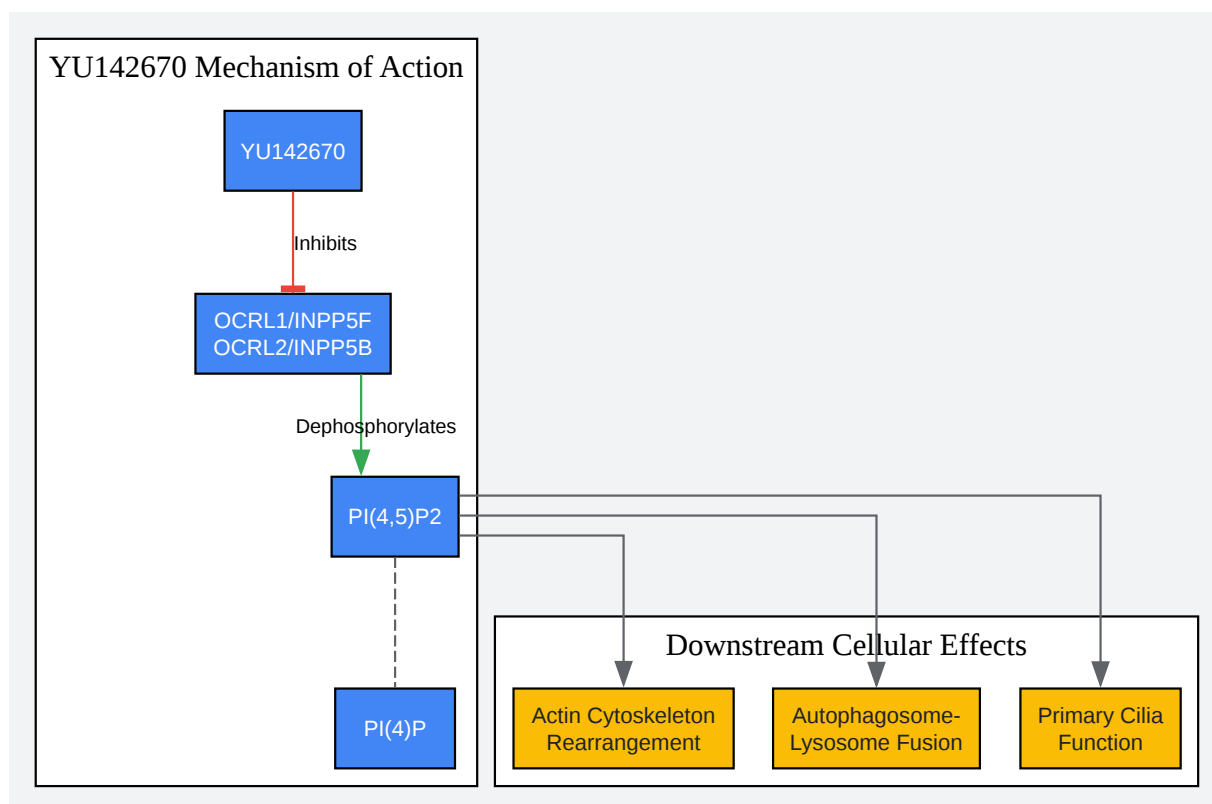 YU142670 Mechanism of Action
YU142670
Inhibits
OCRL1/INPP5F
OCRL2/INPP5B
Dephosphorylates
PI(4,5)P2
PI(4)P
Downstream Cellular Effects
Actin Cytoskeleton
Rearrangement
Autophagosome-
Lysosome Fusion
Primary Cilia
Function